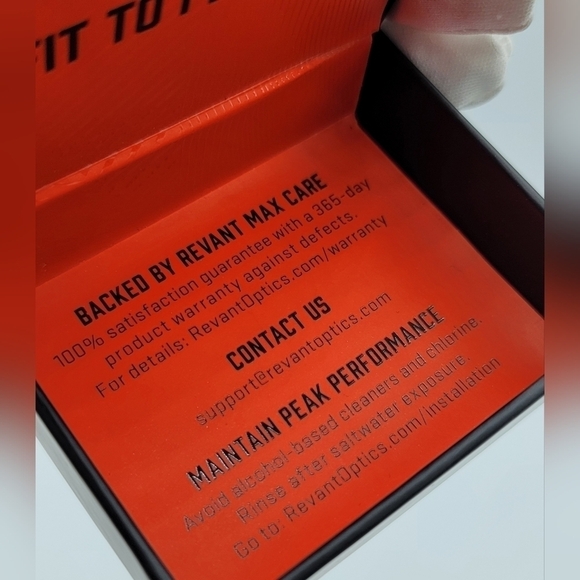 FIT TO
BACKED BY REVANT MAX CARE
100% satisfaction guarantee with a 365-day
product warranty against defects.
For details: RevantOptics.com/warranty
CONTACT US
support@revantoptics.com
MAINTAIN PEAK PERFORMANCE
Avoid alcohol-based cleaners and chlorine.
Rinse after saltwater exposure.
Go to: RevantOptics.com/installation